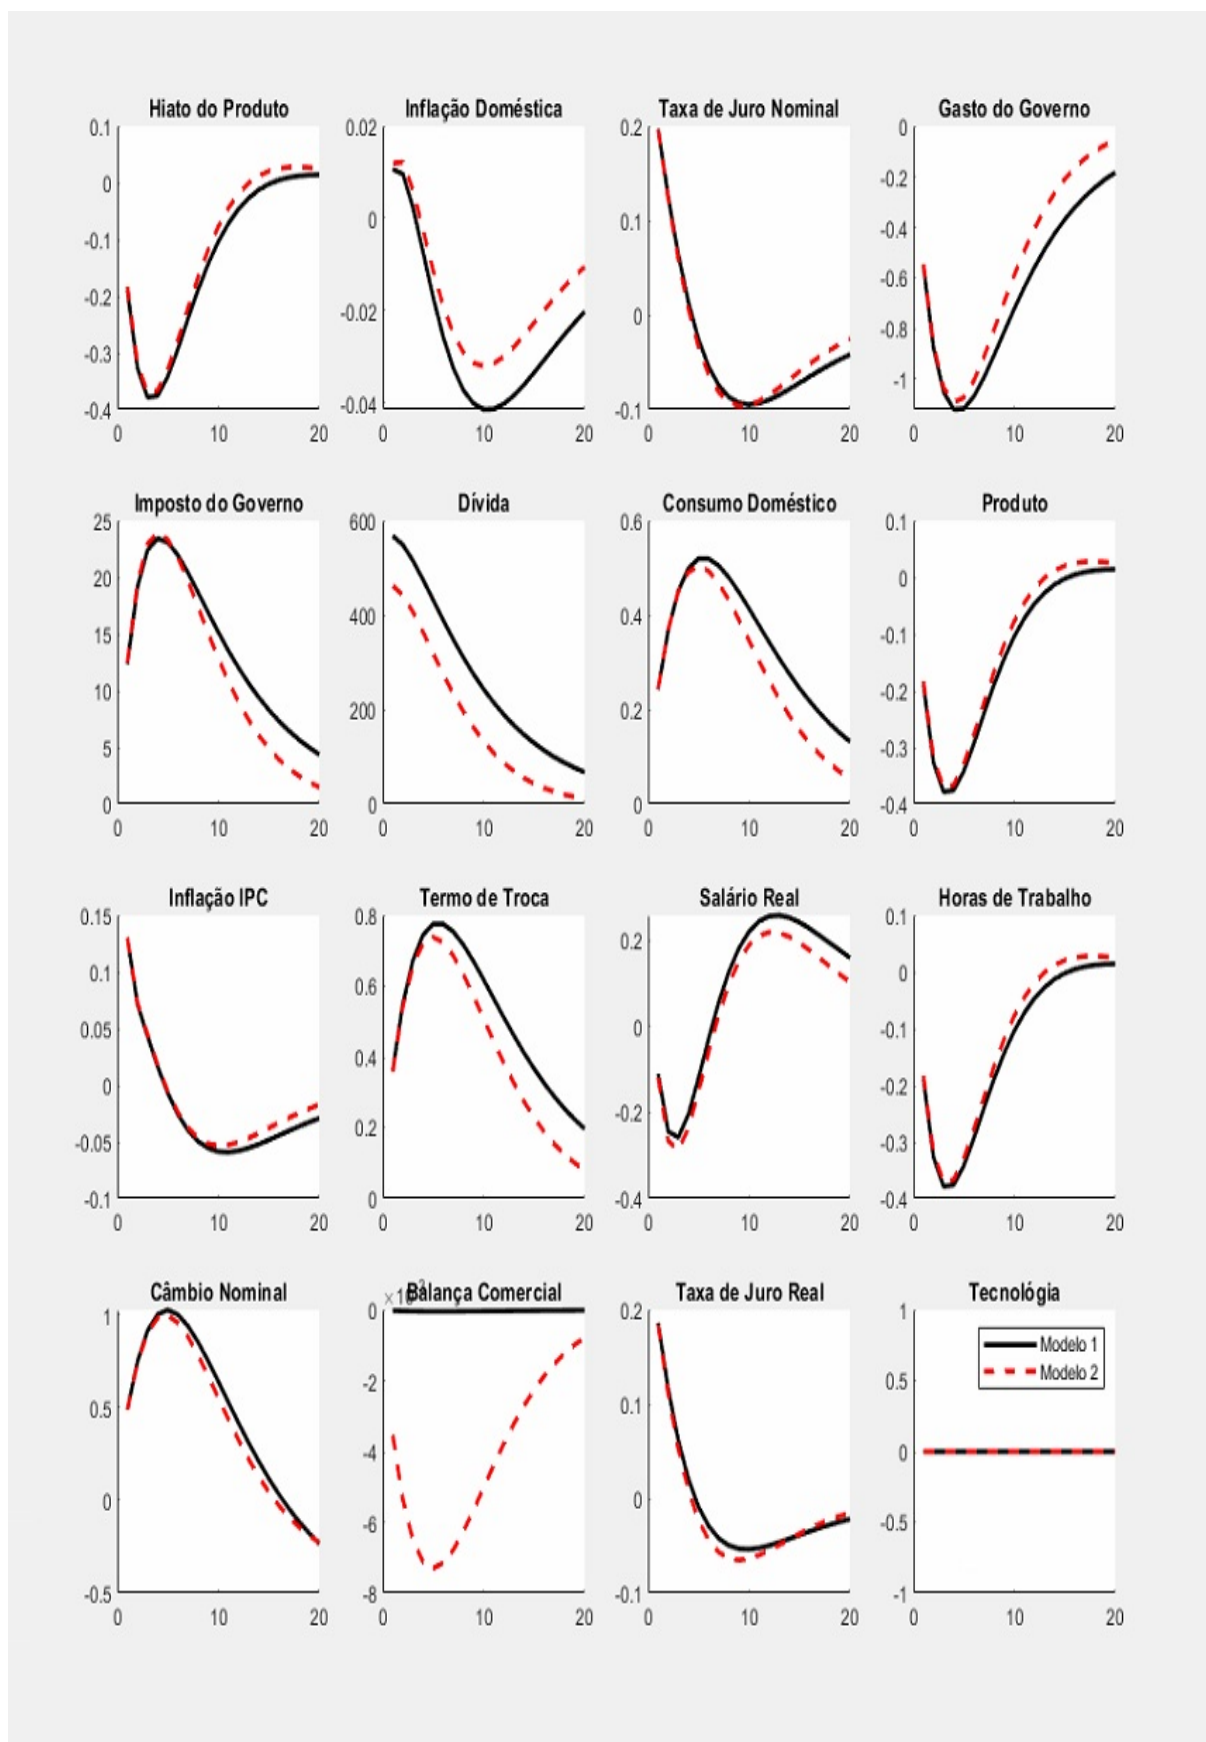 Hiato do Produto
0.1
0
-0.1
-0.2
-0.3
-0.4
0 10 20
Inflação Doméstica
0.02
0
-0.02
-0.04
0 10 20
Taxa de Juro Nominal
0.2
0.1
0
-0.1
0 10 20
Gasto do Governo
0
-0.2
-0.4
-0.6
-0.8
-1
0 10 20
Imposto do Governo
25
20
15
10
5
0
0 10 20
Dívida
600
400
200
0
0 10 20
Consumo Doméstico
0.6
0.4
0.2
0
0 10 20
Produto
0.1
0
-0.1
-0.2
-0.3
-0.4
0 10 20
Inflação IPC
0.15
0.1
0.05
0
-0.05
-0.1
0 10 20
Termo de Troca
0.8
0.6
0.4
0.2
0
0 10 20
Salário Real
0.2
0
-0.2
-0.4
0 10 20
Horas de Trabalho
0.1
0
-0.1
-0.2
-0.3
-0.4
0 10 20
Câmbio Nominal
1
0.5
0
-0.5
0 10 20
Balança Comercial
0
-2
-4
-6
-8
0 10 20
Taxa de Juro Real
0.2
0.1
0
-0.1
0 10 20
Tecnológia
1
0.5
0
-0.5
-1
0 10 20
Modelo 1
Modelo 2